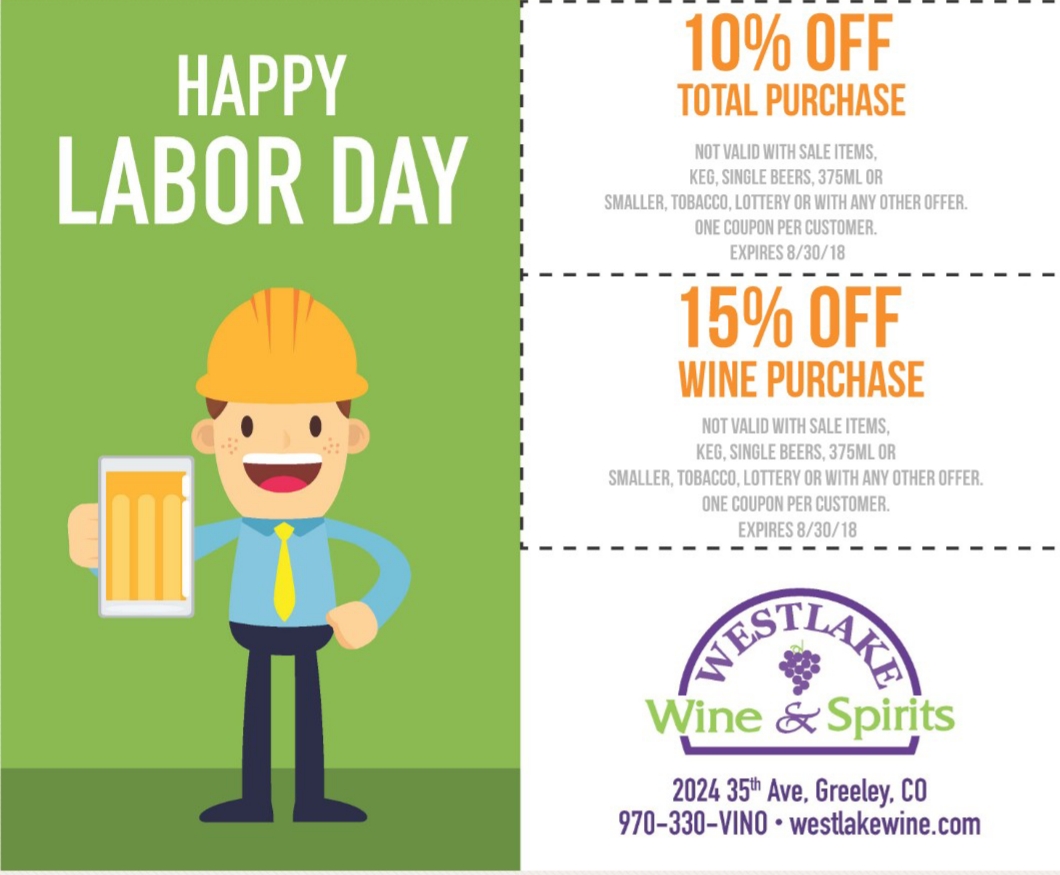 HAPPY
LABOR DAY
10% OFF
TOTAL PURCHASE
NOT VALID WITH SALE ITEMS,
KEG, SINGLE BEERS, 375ML OR
SMALLER, TOBACCO, LOTTERY OR WITH ANY OTHER OFFER.
ONE COUPON PER CUSTOMER.
EXPIRES 8/30/18
15% OFF
WINE PURCHASE
NOT VALID WITH SALE ITEMS,
KEG, SINGLE BEERS, 375ML OR
SMALLER, TOBACCO, LOTTERY OR WITH ANY OTHER OFFER.
ONE COUPON PER CUSTOMER.
EXPIRES 8/30/18
WESTLAKE
Wine & Spirits
2024 35th Ave, Greeley, CO
970-330-VINO • westlakewine.com